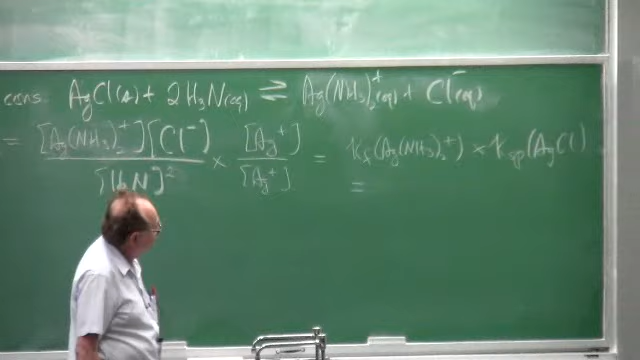 cons. AgCl(s) + 2H₃N(aq) ⇌ Ag(NH₃)₂⁺(aq) + Cl⁻(aq)
= [Ag(NH₃)₂⁺][Cl⁻] / [H₃N]² × [Ag⁺] / [Ag⁺] = Kf(Ag(NH₃)₂⁺) × Ksp(AgCl)
=